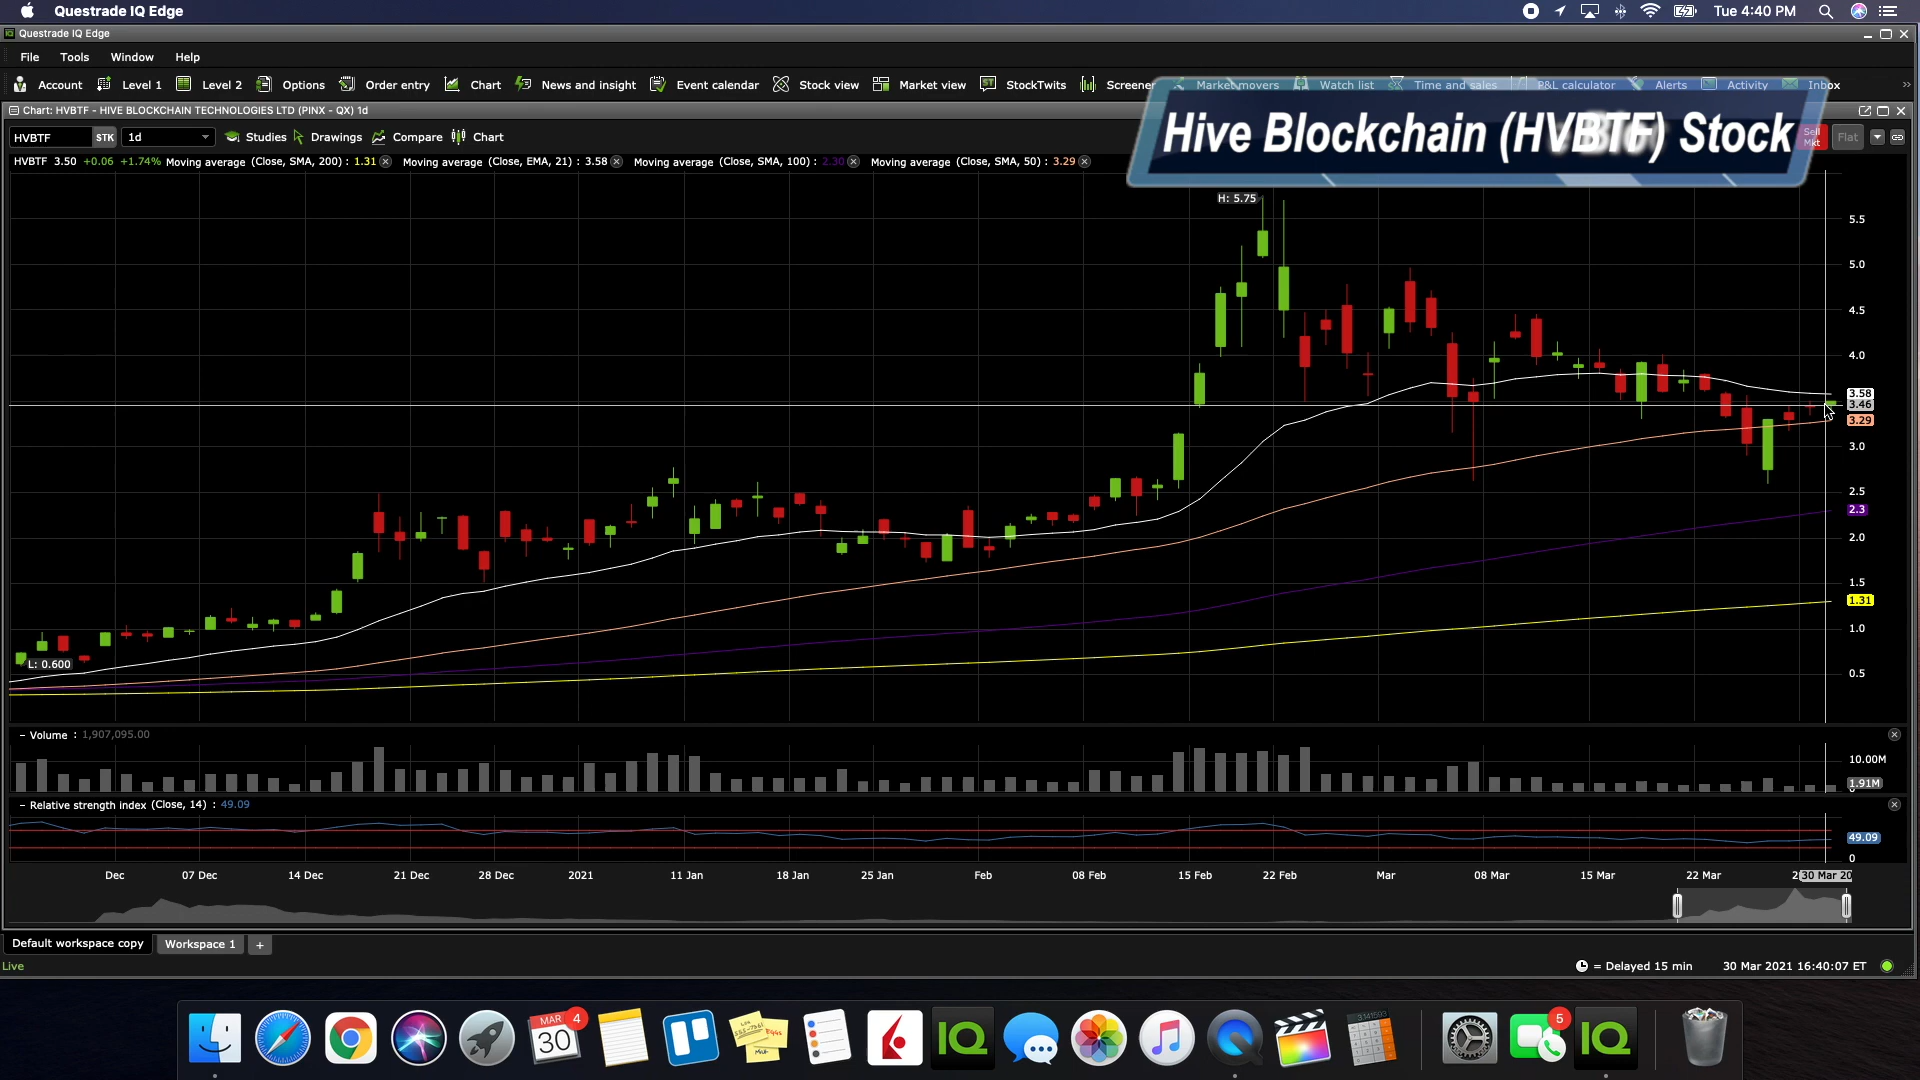 Questrade IQ Edge
Tue 4:40 PM
Questrade IQ Edge
File Tools Window Help
Account Level 1 Level 2 Options Order entry Chart News and insight Event calendar Stock view Market view StockTwits Screener Market movers Watch list Time and sales P&L calculator Alerts Activity Inbox
Chart: HVBTF - HIVE BLOCKCHAIN TECHNOLOGIES LTD (PINX - QX) 1d
Hive Blockchain (HVBTF) Stock
HVBTF STK 1d Studies Drawings Compare Chart
Sell Mkt Flat
HVBTF 3.50 +0.06 +1.74% Moving average (Close, SMA, 200) : 1.31 Moving average (Close, EMA, 21) : 3.58 Moving average (Close, SMA, 100) : 2.30 Moving average (Close, SMA, 50) : 3.29
H: 5.75
5.5
5.0
4.5
4.0
3.58
3.46
3.29
3.0
2.5
2.3
2.0
1.5
1.31
1.0
L: 0.600
0.5
– Volume : 1,907,095.00
10.00M
1.91M
– Relative strength index (Close, 14) : 49.09
49.09
0
Dec 07 Dec 14 Dec 21 Dec 28 Dec 2021 11 Jan 18 Jan 25 Jan Feb 08 Feb 15 Feb 22 Feb Mar 08 Mar 15 Mar 22 Mar 30 Mar 20
Default workspace copy Workspace 1 +
Live
= Delayed 15 min 30 Mar 2021 16:40:07 ET
MAR 4
30
5
IQ
IQ